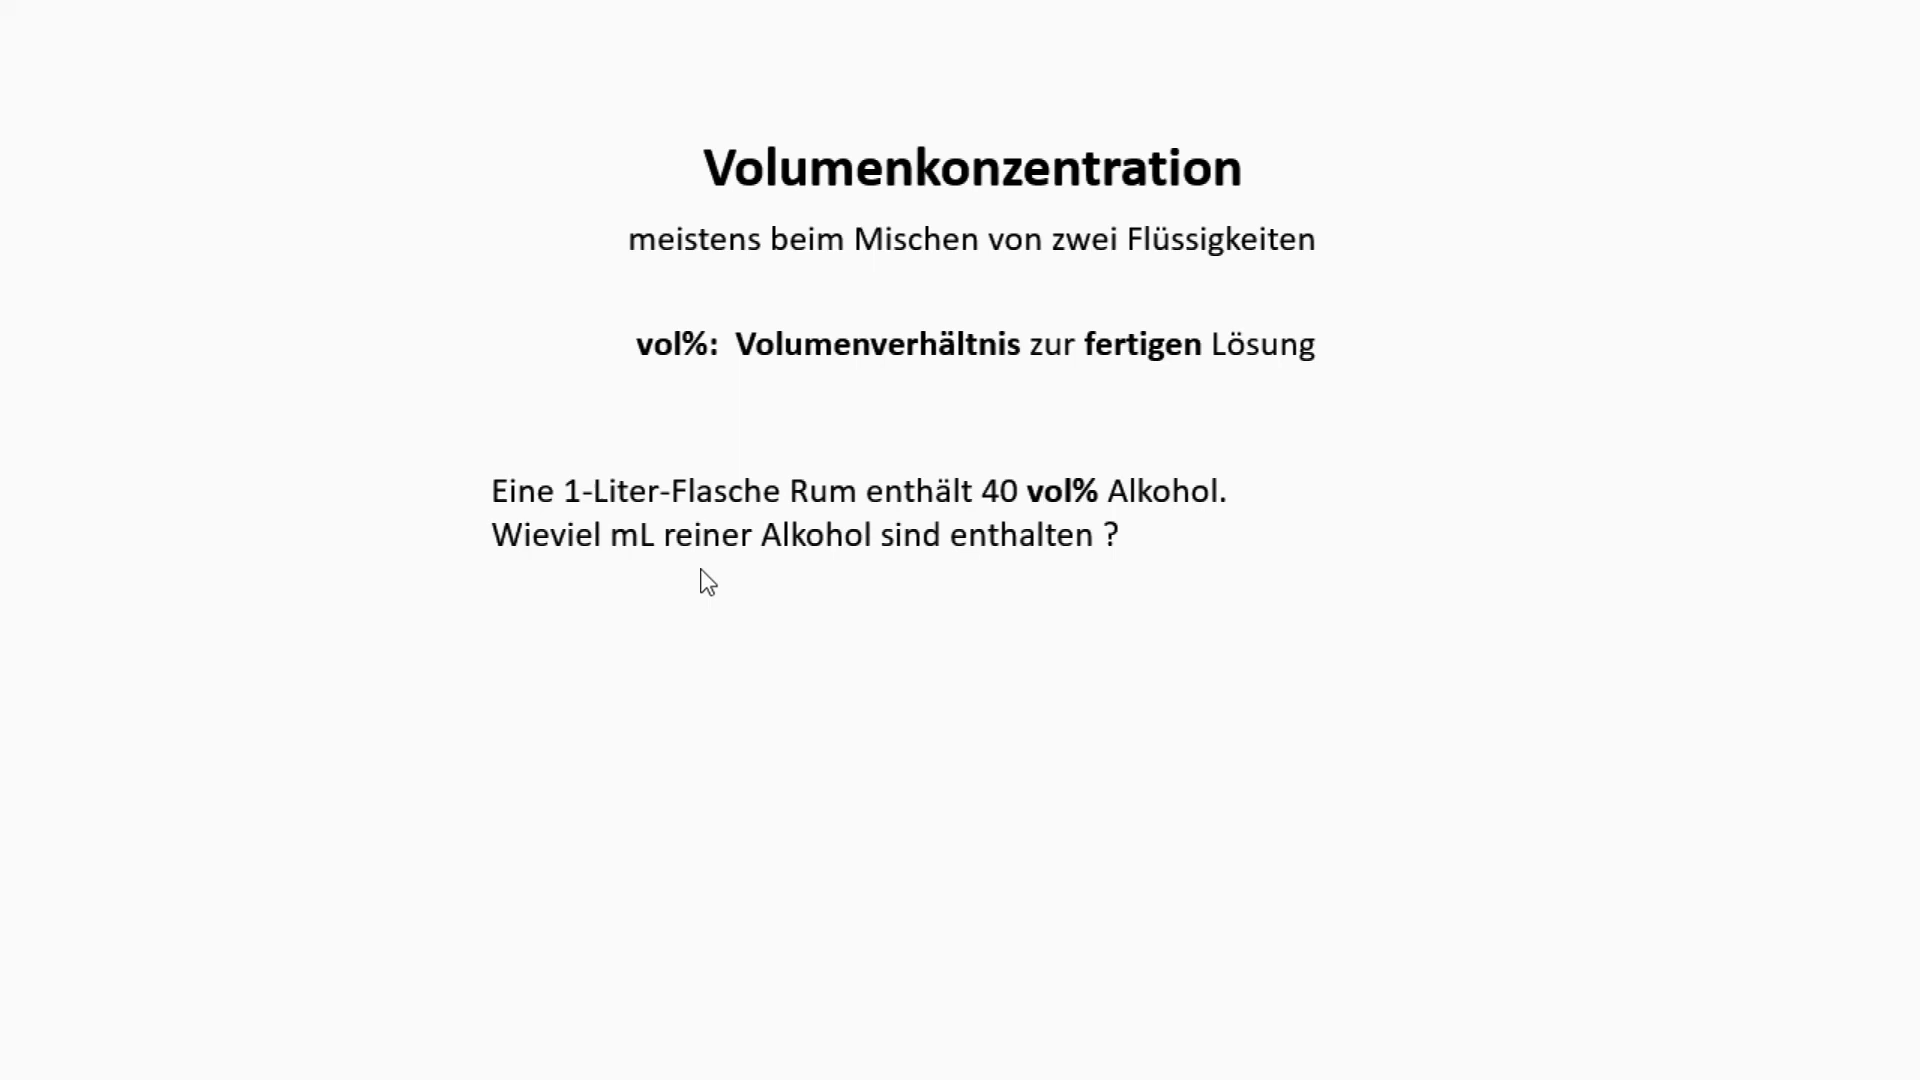 Volumenkonzentration
meistens beim Mischen von zwei Flüssigkeiten
vol%: Volumenverhältnis zur fertigen Lösung
Eine 1-Liter-Flasche Rum enthält 40 vol% Alkohol.
Wieviel mL reiner Alkohol sind enthalten ?